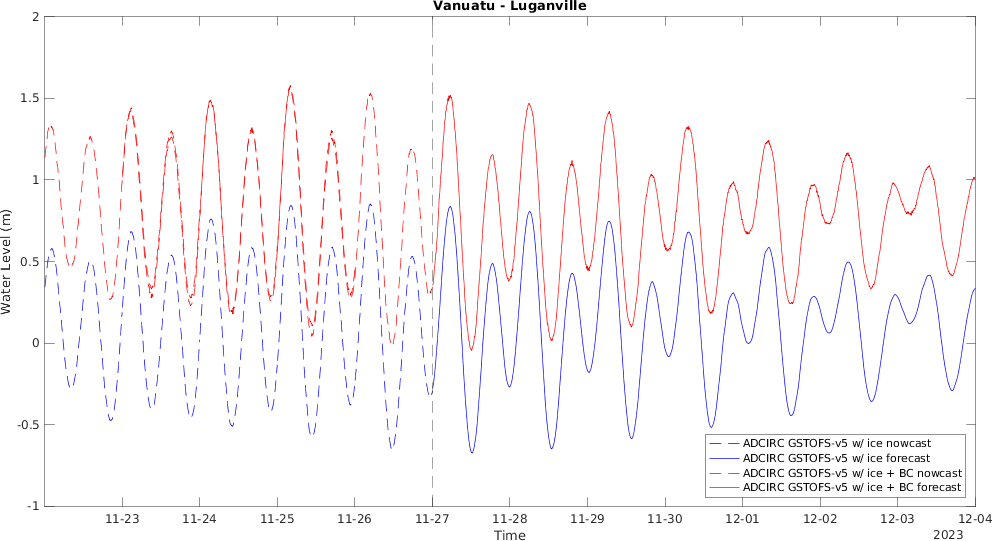 Vanuatu - Luganville
2
1.5
1
0.5
0
-0.5
-1
Water Level (m)
11-23 11-24 11-25 11-26 11-27 11-28 11-29 11-30 12-01 12-02 12-03 12-04
Time
2023
ADCIRC GSTOFS-v5 w/ ice nowcast
ADCIRC GSTOFS-v5 w/ ice forecast
ADCIRC GSTOFS-v5 w/ ice + BC nowcast
ADCIRC GSTOFS-v5 w/ ice + BC forecast